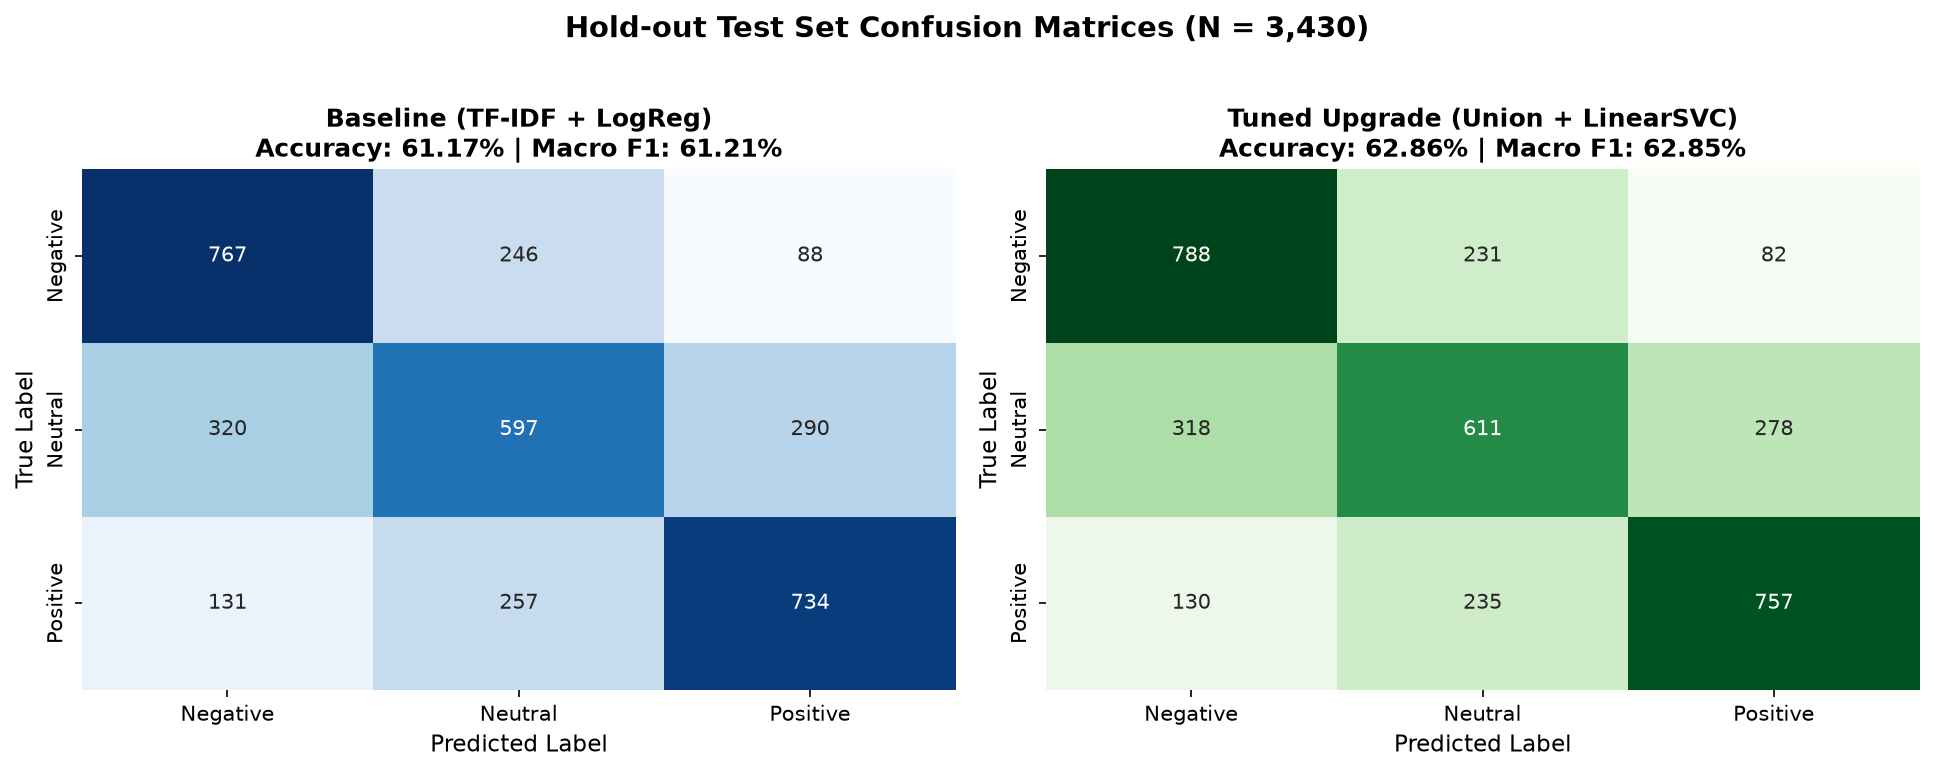 Hold-out Test Set Confusion Matrices (N = 3,430)
Baseline (TF-IDF + LogReg)
Accuracy: 61.17% | Macro F1: 61.21%
True Label
Negative
767 246 88
Neutral
320 597 290
Positive
131 257 734
Negative Neutral Positive
Predicted Label
Tuned Upgrade (Union + LinearSVC)
Accuracy: 62.86% | Macro F1: 62.85%
True Label
Negative
788 231 82
Neutral
318 611 278
Positive
130 235 757
Negative Neutral Positive
Predicted Label